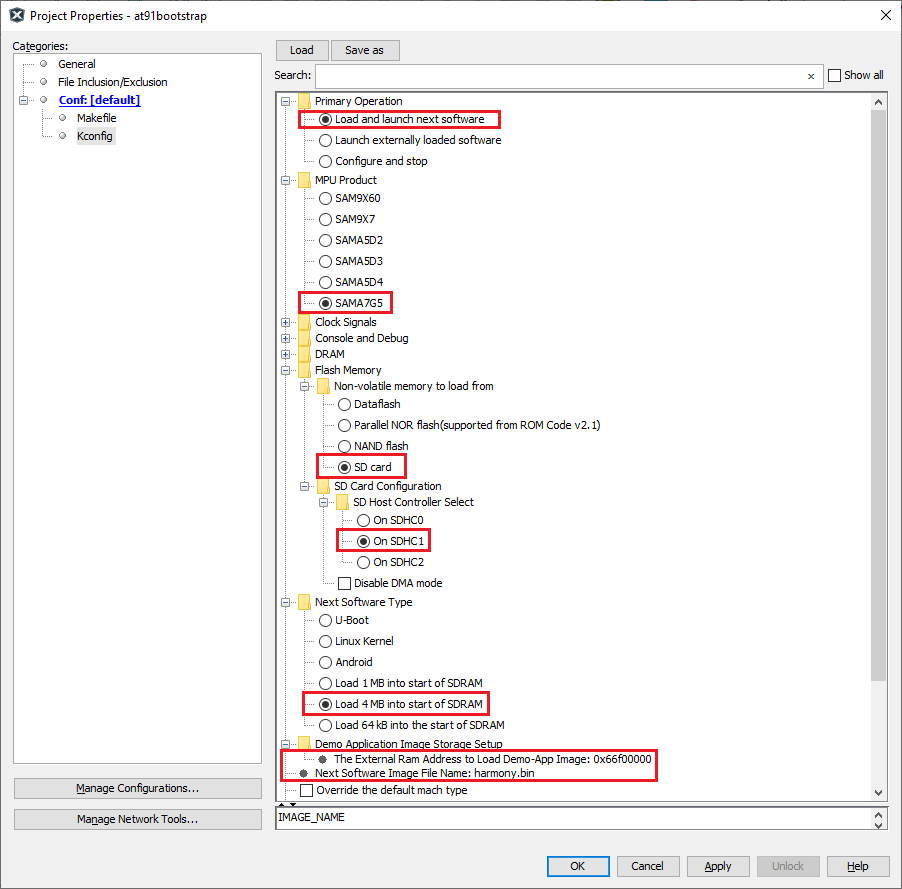 Project Properties - at91bootstrap
Categories:
General
File Inclusion/Exclusion
Conf: [default]
Makefile
Kconfig
Manage Configurations...
Manage Network Tools...
Load
Save as
Search:
Show all
Primary Operation
Load and launch next software
Launch externally loaded software
Configure and stop
MPU Product
SAM9X60
SAM9X7
SAMA5D2
SAMA5D3
SAMA5D4
SAMA7G5
Clock Signals
Console and Debug
DRAM
Flash Memory
Non-volatile memory to load from
Dataflash
Parallel NOR flash(supported from ROM Code v2.1)
NAND flash
SD card
SD Card Configuration
SD Host Controller Select
On SDHC0
On SDHC1
On SDHC2
Disable DMA mode
Next Software Type
U-Boot
Linux Kernel
Android
Load 1 MB into start of SDRAM
Load 4 MB into start of SDRAM
Load 64 kB into the start of SDRAM
Demo Application Image Storage Setup
The External Ram Address to Load Demo-App Image: 0x66f00000
Next Software Image File Name: harmony.bin
Override the default mach type
IMAGE_NAME
OK
Cancel
Apply
Unlock
Help